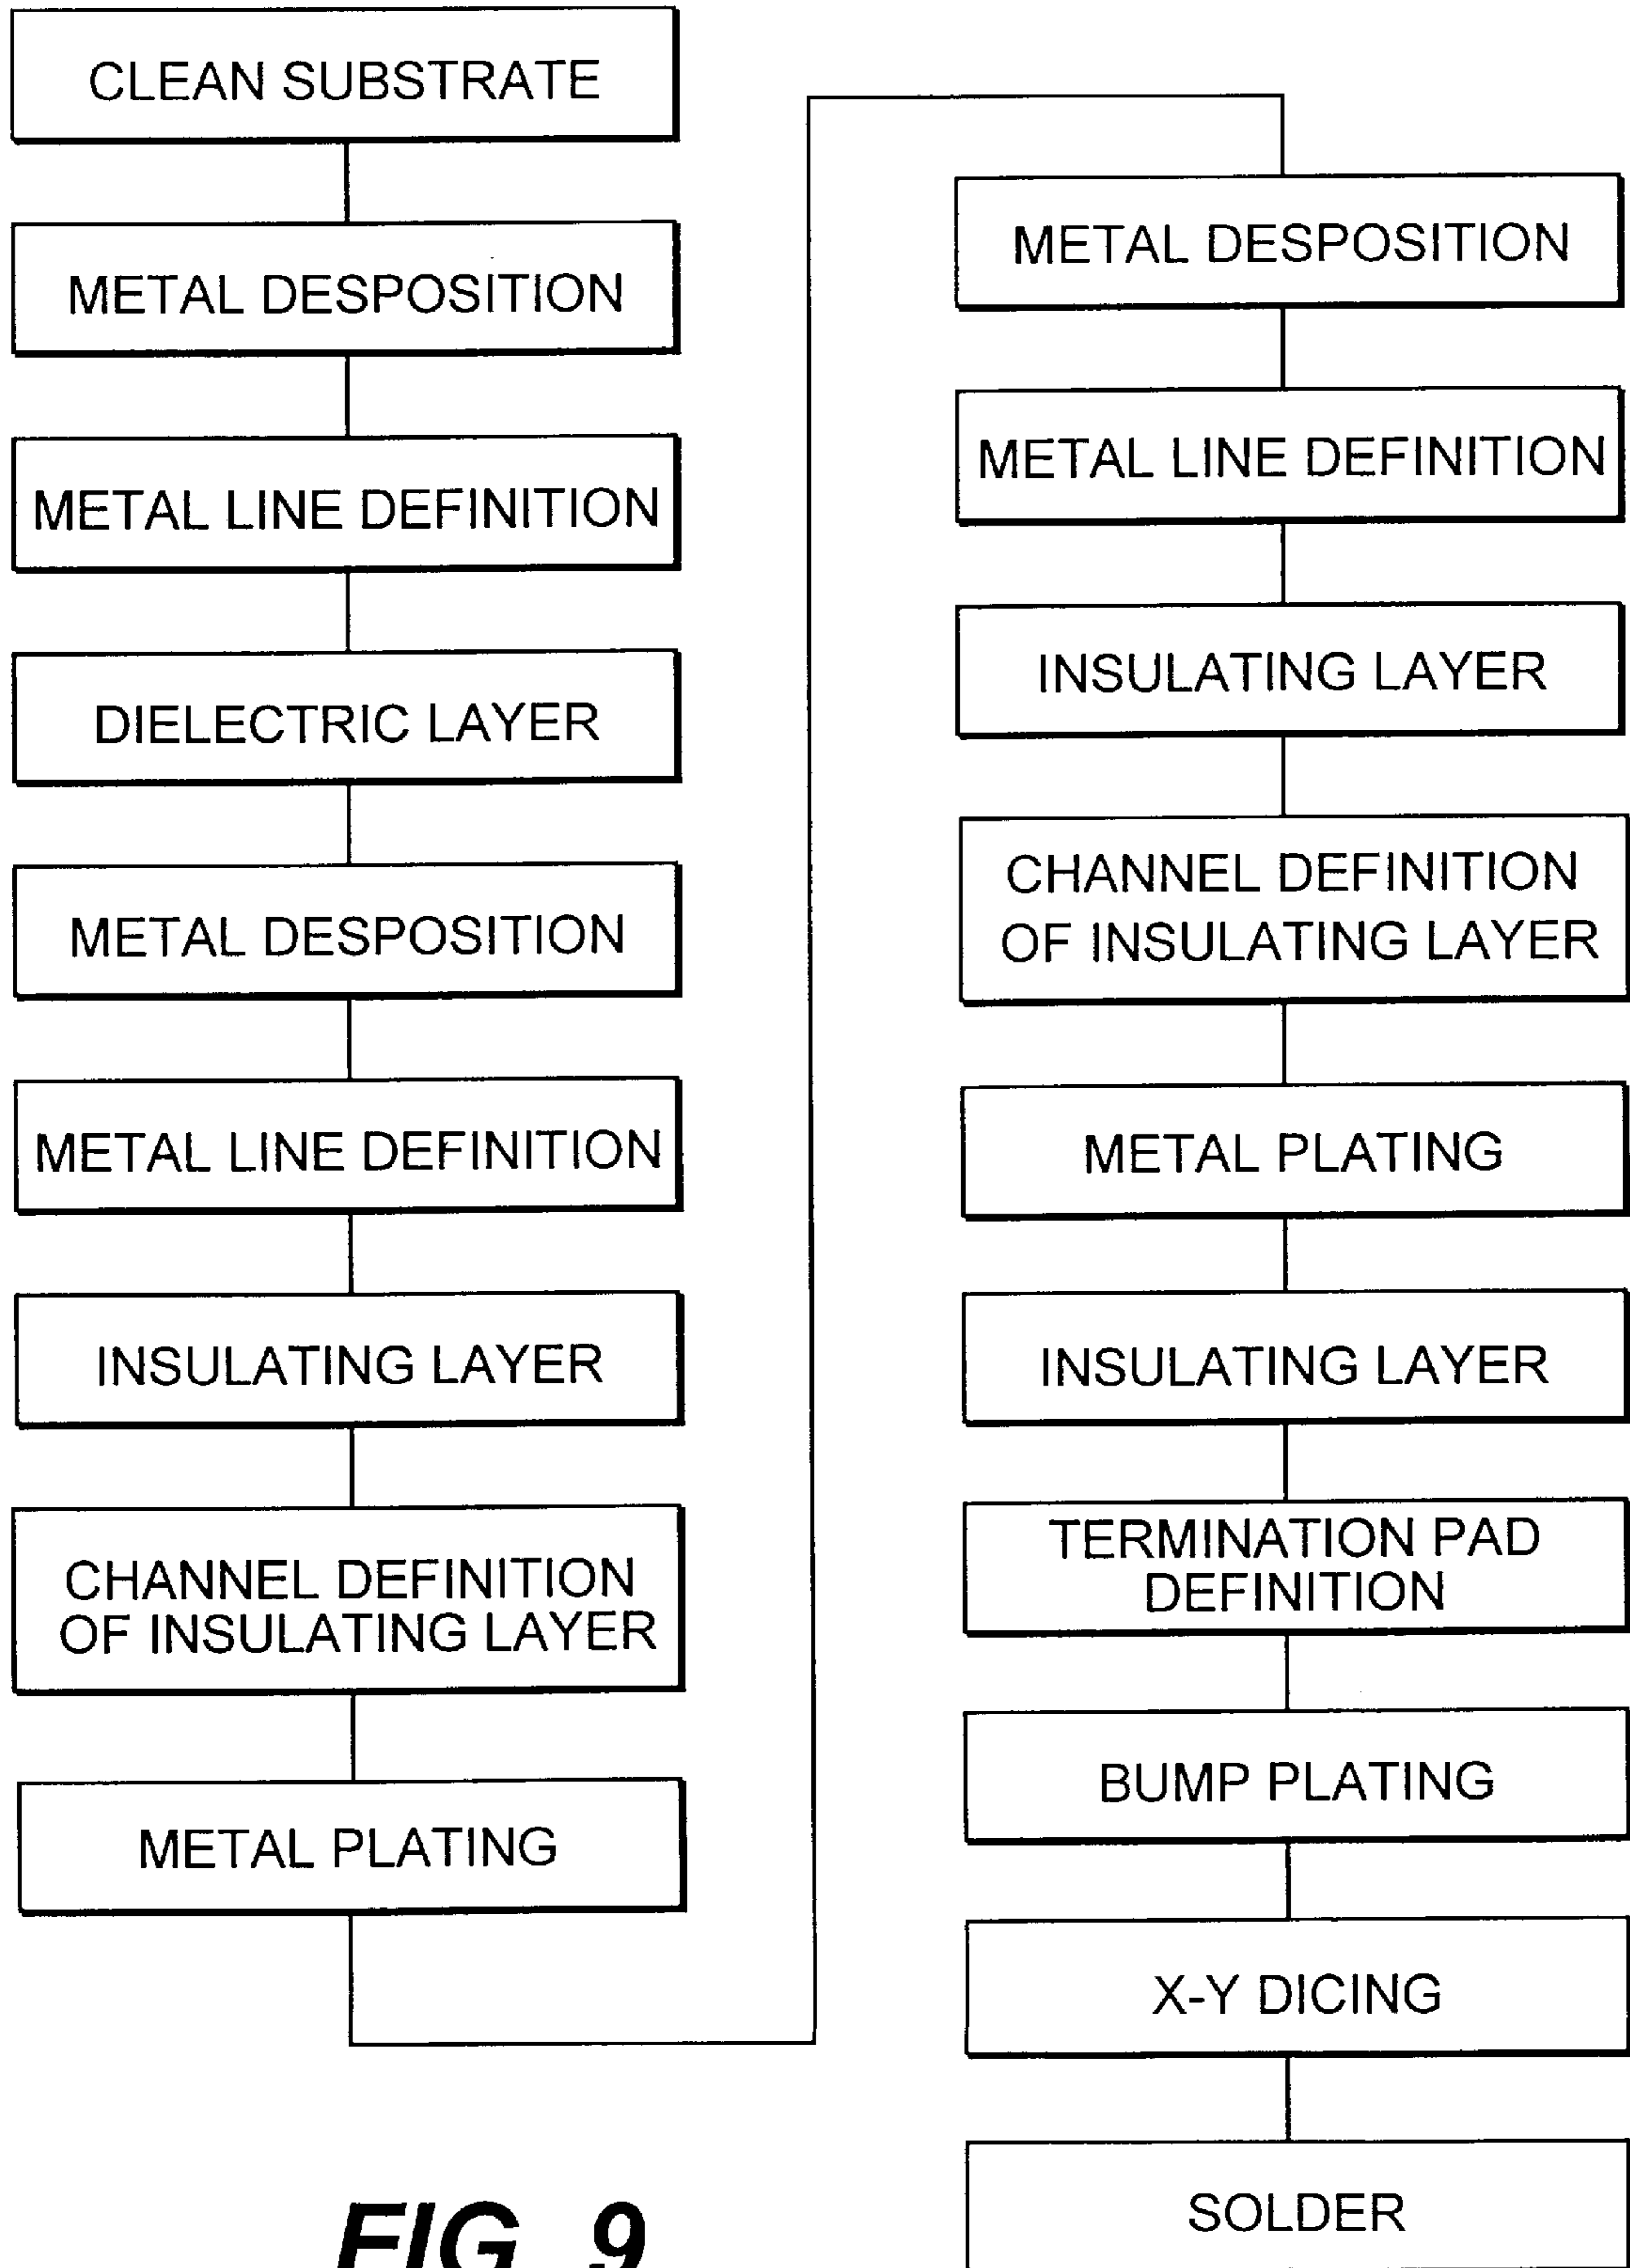 CLEAN SUBSTRATE
METAL DESPOSITION
METAL LINE DEFINITION
DIELECTRIC LAYER
METAL DESPOSITION
METAL LINE DEFINITION
INSULATING LAYER
CHANNEL DEFINITION
OF INSULATING LAYER
METAL PLATING
METAL DESPOSITION
METAL LINE DEFINITION
INSULATING LAYER
CHANNEL DEFINITION
OF INSULATING LAYER
METAL PLATING
INSULATING LAYER
TERMINATION PAD
DEFINITION
BUMP PLATING
X-Y DICING
SOLDER
FIG. 9